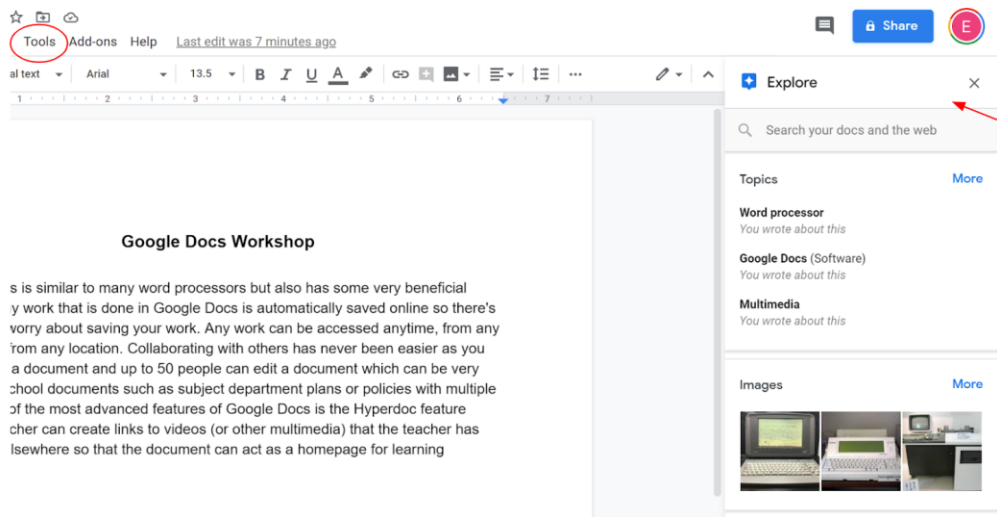 Tools Add-ons Help Last edit was 7 minutes ago
Share
E
al text Arial 13.5 B I U A
1 2 3 4 5 6 7
Explore
Search your docs and the web
Topics More
Word processor
You wrote about this
Google Docs (Software)
You wrote about this
Multimedia
You wrote about this
Images More
Google Docs Workshop
s is similar to many word processors but also has some very beneficial
y work that is done in Google Docs is automatically saved online so there's
worry about saving your work. Any work can be accessed anytime, from any
from any location. Collaborating with others has never been easier as you
a document and up to 50 people can edit a document which can be very
chool documents such as subject department plans or policies with multiple
of the most advanced features of Google Docs is the Hyperdoc feature
cher can create links to videos (or other multimedia) that the teacher has
lsewhere so that the document can act as a homepage for learning